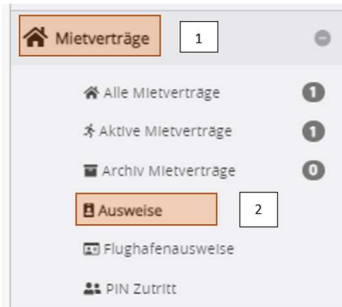 Mietverträge 1
Alle Mietverträge 1
Aktive Mietverträge 1
Archiv Mietverträge 0
Ausweise 2
Flughafenausweise
PIN Zutritt